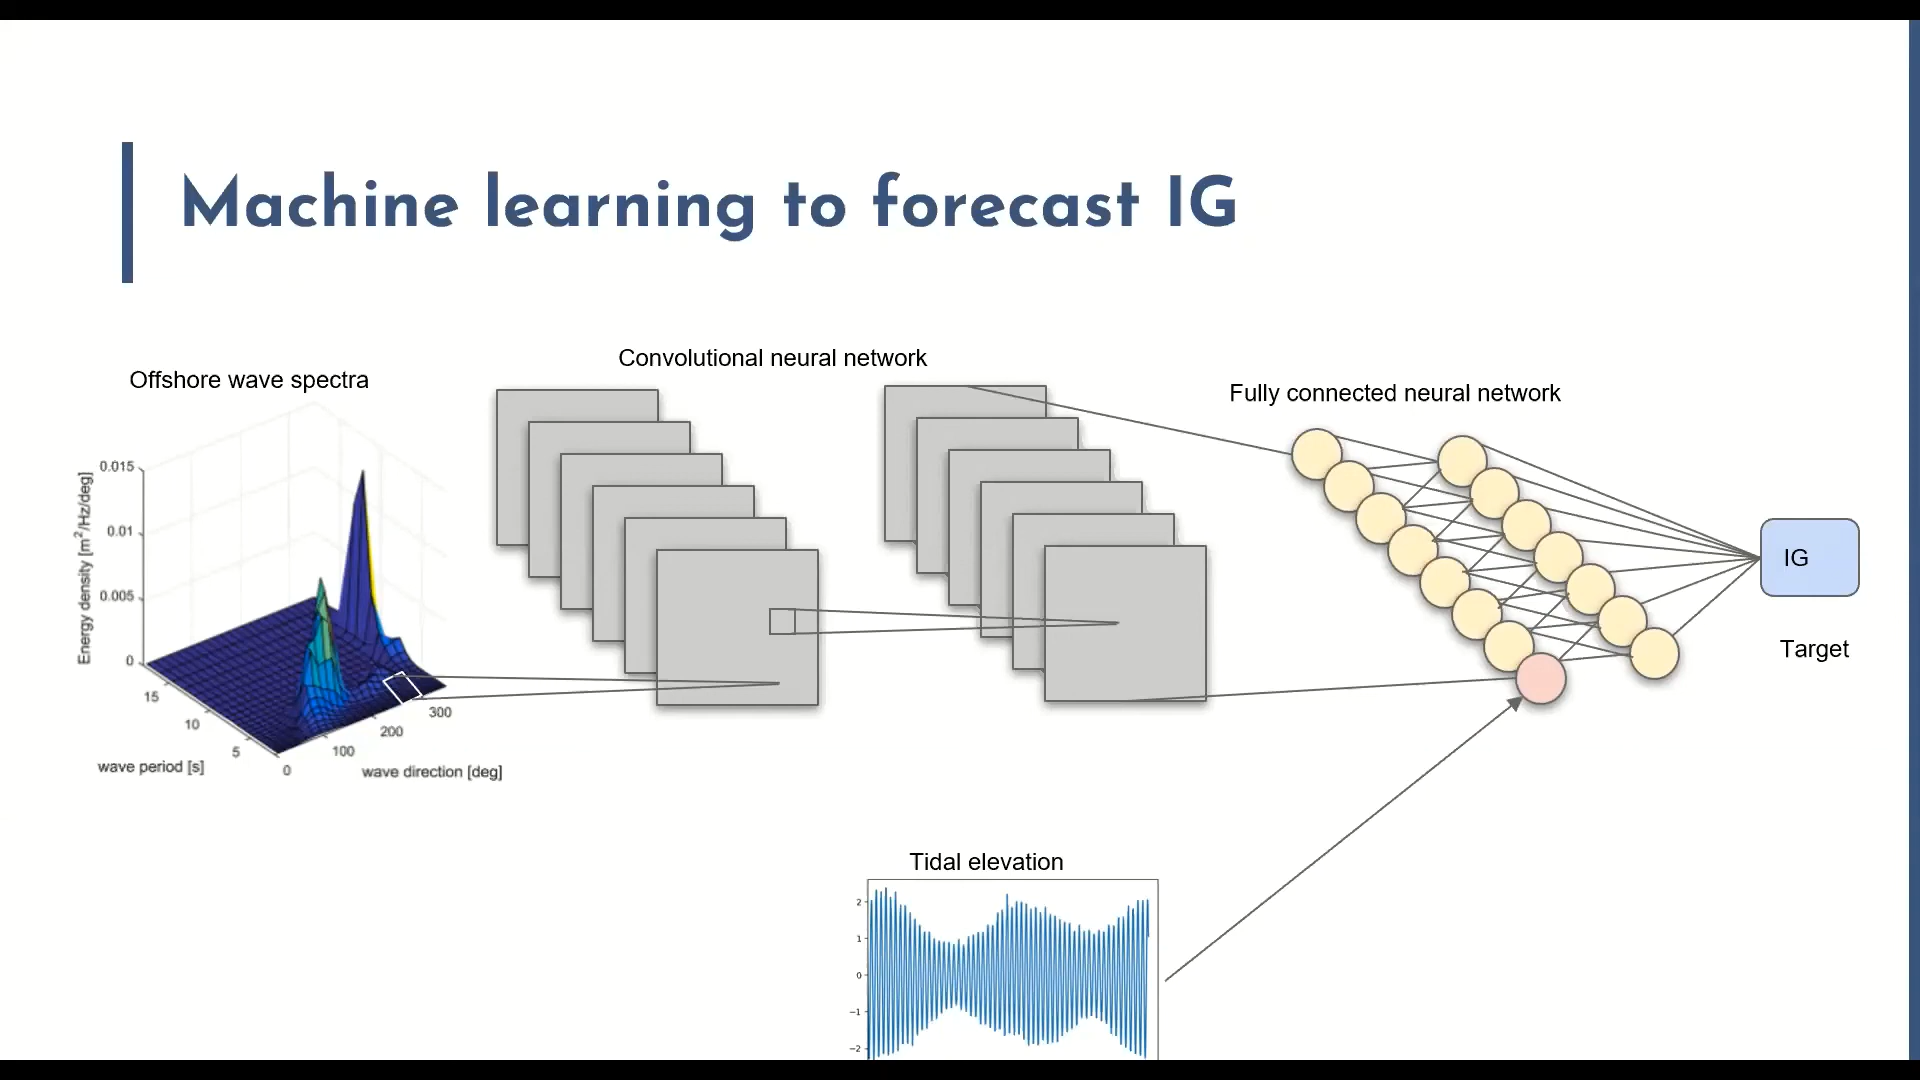 Machine learning to forecast IG
Convolutional neural network
Offshore wave spectra
Fully connected neural network
0.015
0.01
0.005
0
Energy density [m²/Hz/deg]
15
10
5
wave period [s]
0
100
200
300
wave direction [deg]
IG
Target
Tidal elevation
2
1
0
−1
−2